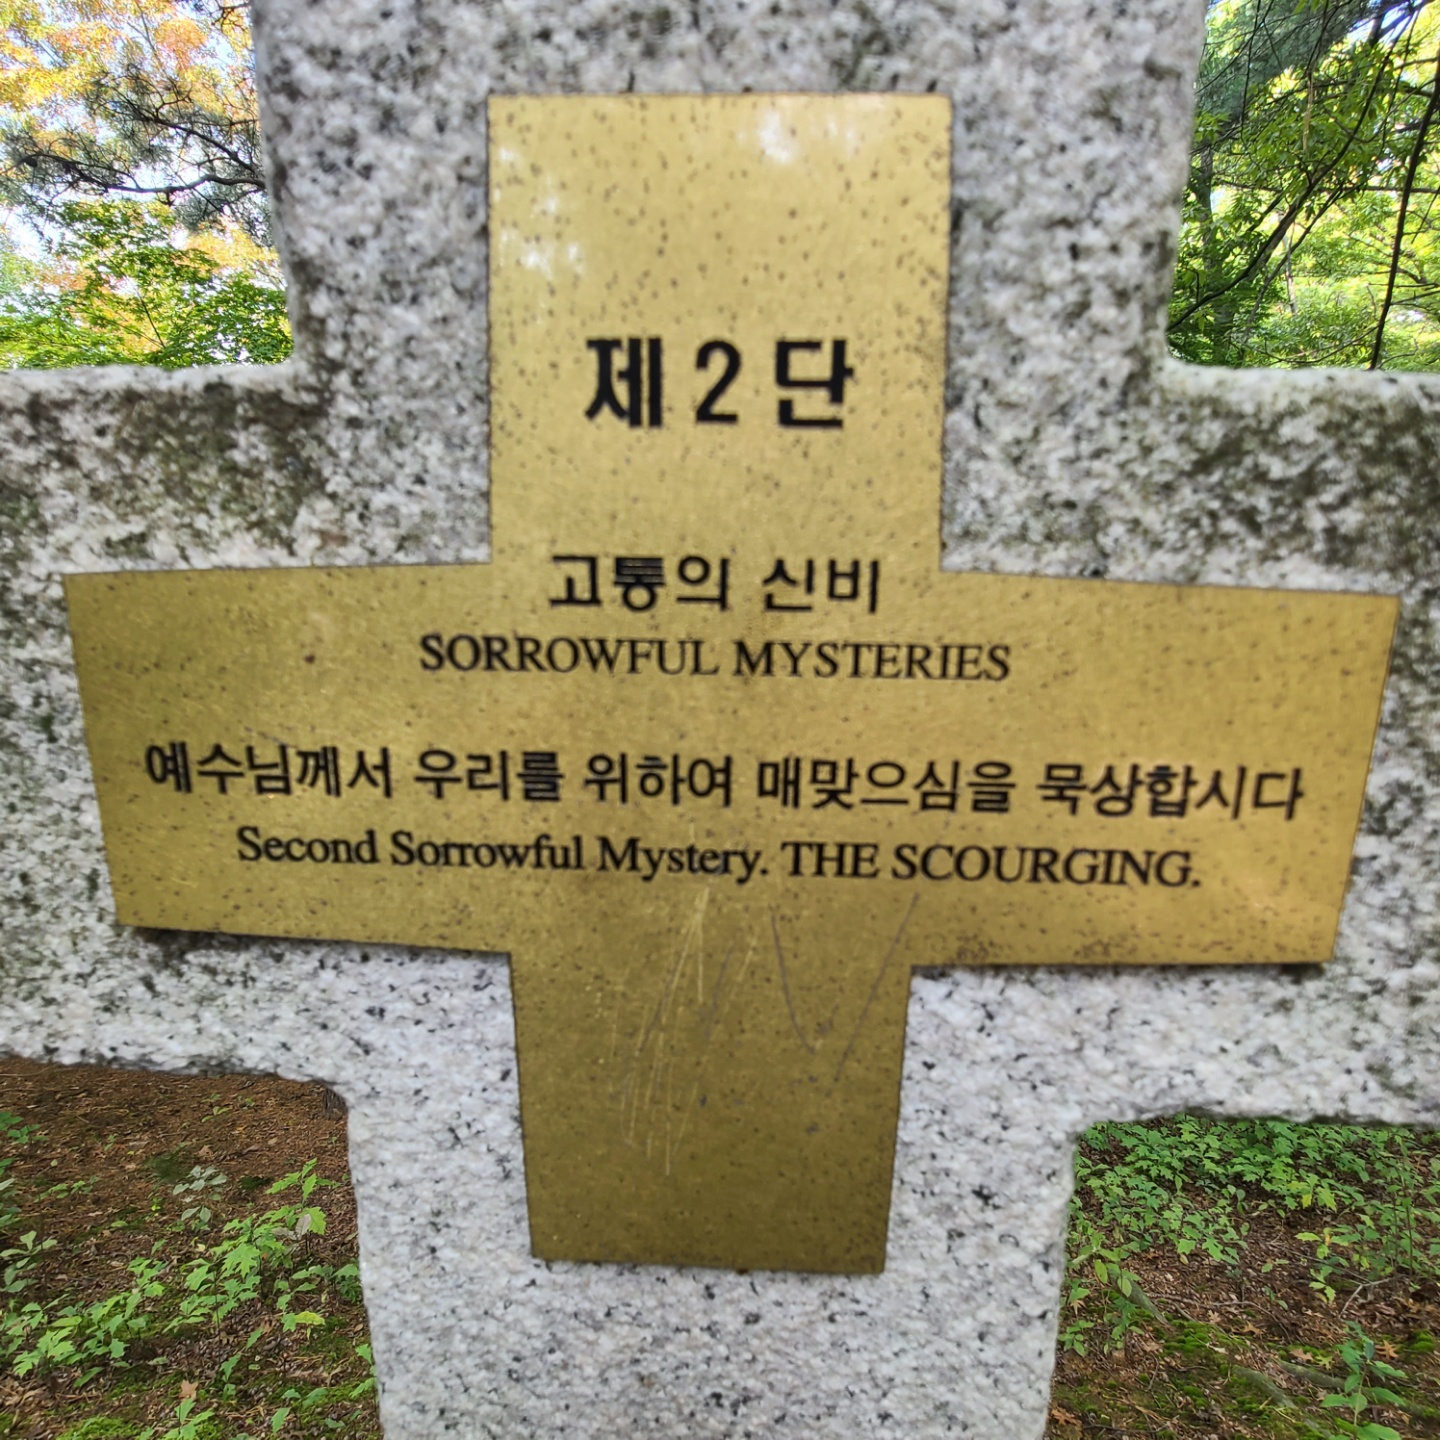 제 2 단
고통의 신비
SORROWFUL MYSTERIES
예수님께서 우리를 위하여 매맞으심을 묵상합시다
Second Sorrowful Mystery. THE SCOURGING.